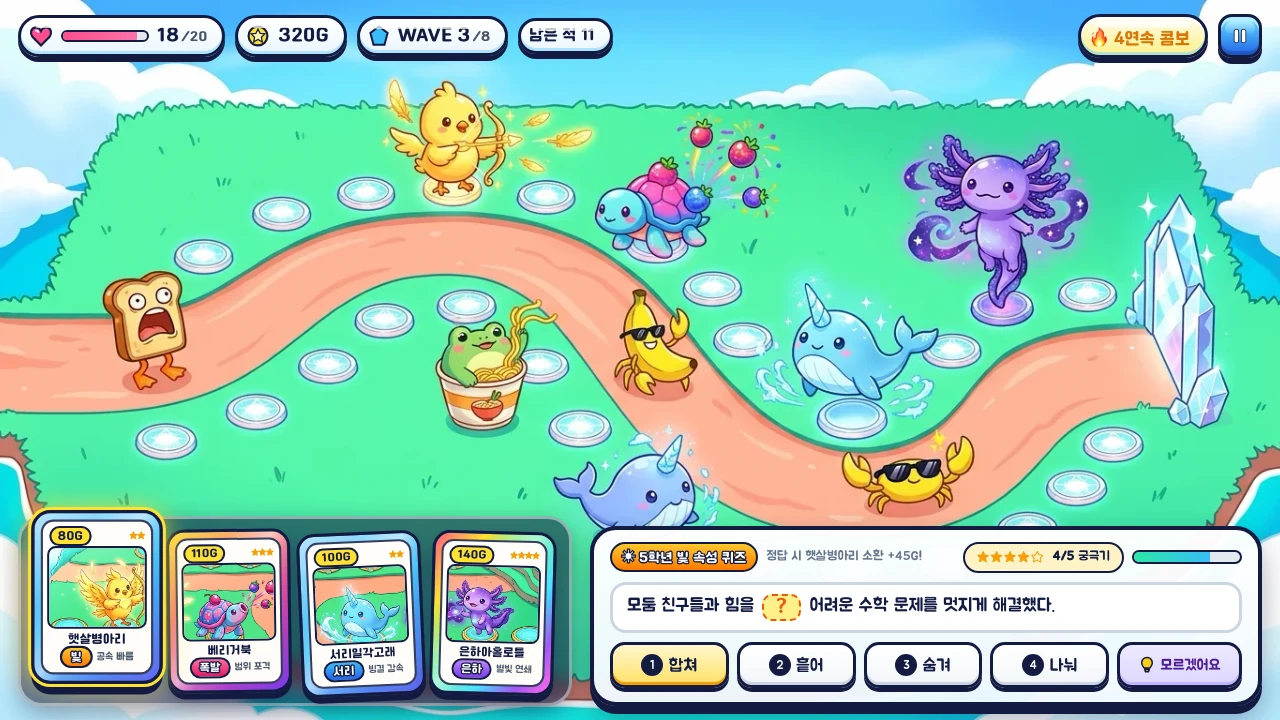 18/20
320G
WAVE 3/8
남은 적 11
4연속 콤보
80G
햇살병아리
빛 공속 빠름
110G
베리거북
폭발 범위 포격
100G
서리일각고래
서리 빙결 감속
140G
은하아홀로틀
은하 별빛 연쇄
5학년 빛 속성 퀴즈
정답 시 햇살병아리 소환 +45G!
4/5 궁극기
모둠 친구들과 힘을 ? 어려운 수학 문제를 멋지게 해결했다.
1 합쳐
2 흩어
3 숨겨
4 나눠
모르겠어요